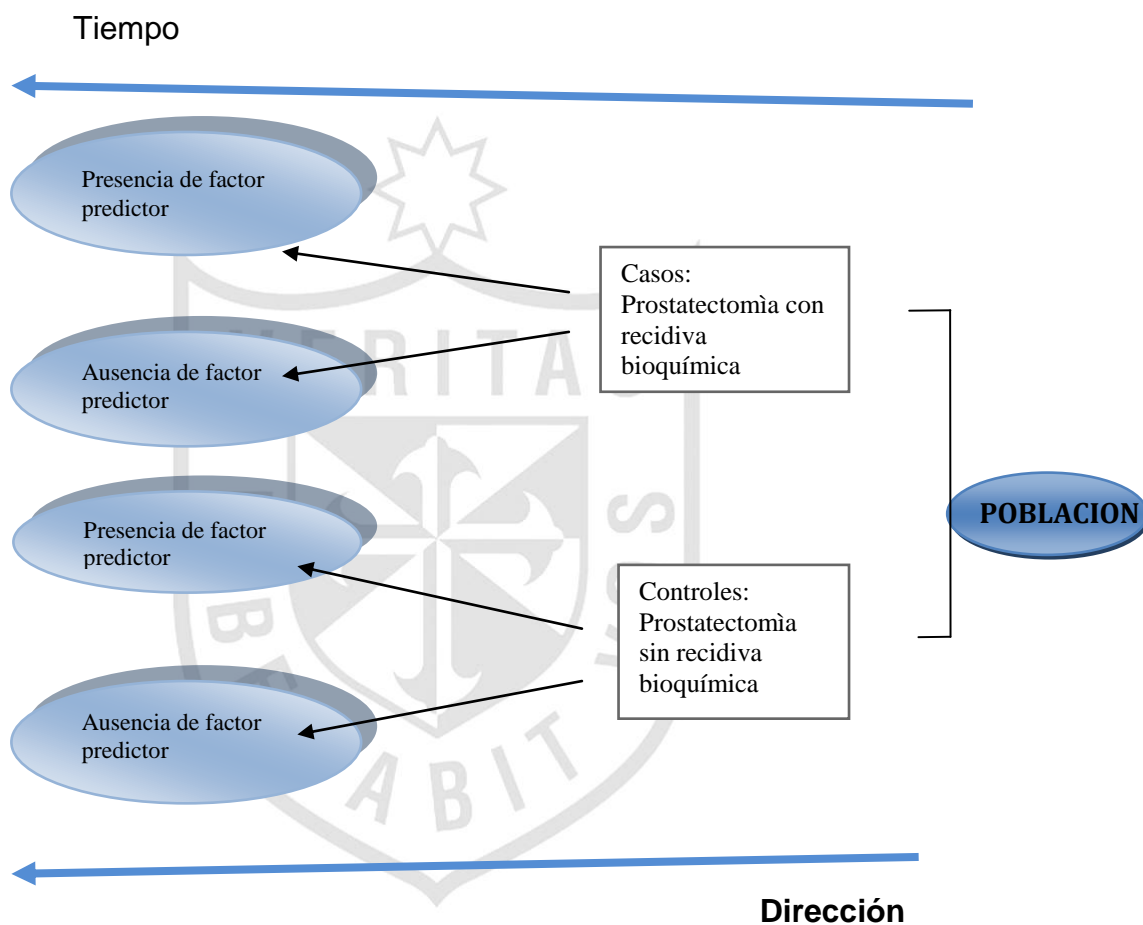 Tiempo
Presencia de factor
predictor
Casos:
Prostatectomìa con
recidiva
bioquímica
Ausencia de factor
predictor
POBLACION
Presencia de factor
predictor
Controles:
Prostatectomìa
sin recidiva
bioquímica
Ausencia de factor
predictor
Dirección